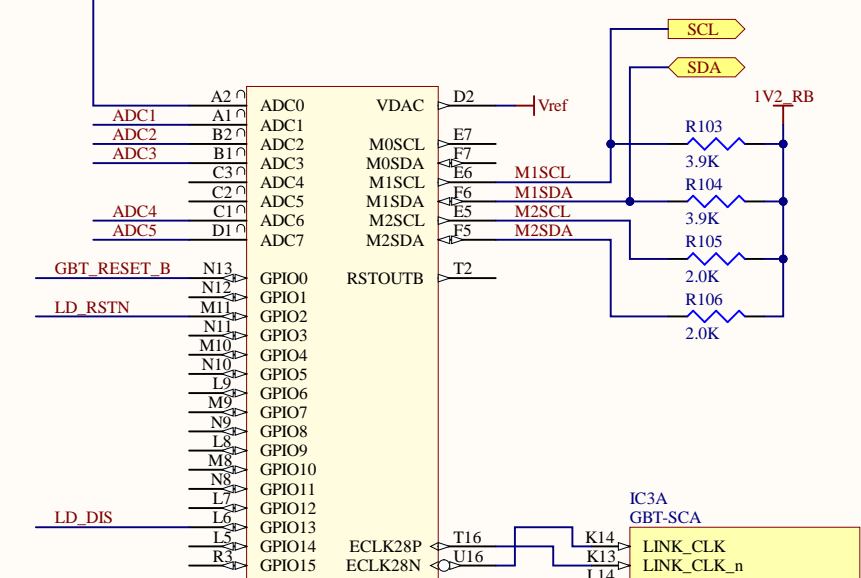 SCL
SDA
1V2_RB
A2 ADC0 VDAC D2 Vref
ADC1 A1 ADC1
ADC2 B2 ADC2 M0SCL E7 R103
ADC3 B1 ADC3 M0SDA F7 3.9K
C3 ADC4 M1SCL E6 M1SCL
C2 ADC5 M1SDA F6 M1SDA R104
ADC4 C1 ADC6 M2SCL E5 M2SCL 3.9K
ADC5 D1 ADC7 M2SDA F5 M2SDA R105
GBT_RESET_B N13 GPIO0 RSTOUTB T2 2.0K
N12 GPIO1
LD_RSTN M11 GPIO2 R106
N11 GPIO3 2.0K
M10 GPIO4
N10 GPIO5
L9 GPIO6
M9 GPIO7
N9 GPIO8
L8 GPIO9
M8 GPIO10
N8 GPIO11 IC3A
L7 GPIO12 GBT-SCA
LD_DIS L6 GPIO13
L5 GPIO14 ECLK28P T16 K14 LINK_CLK
R3 GPIO15 ECLK28N U16 K13 LINK_CLK_n
L14